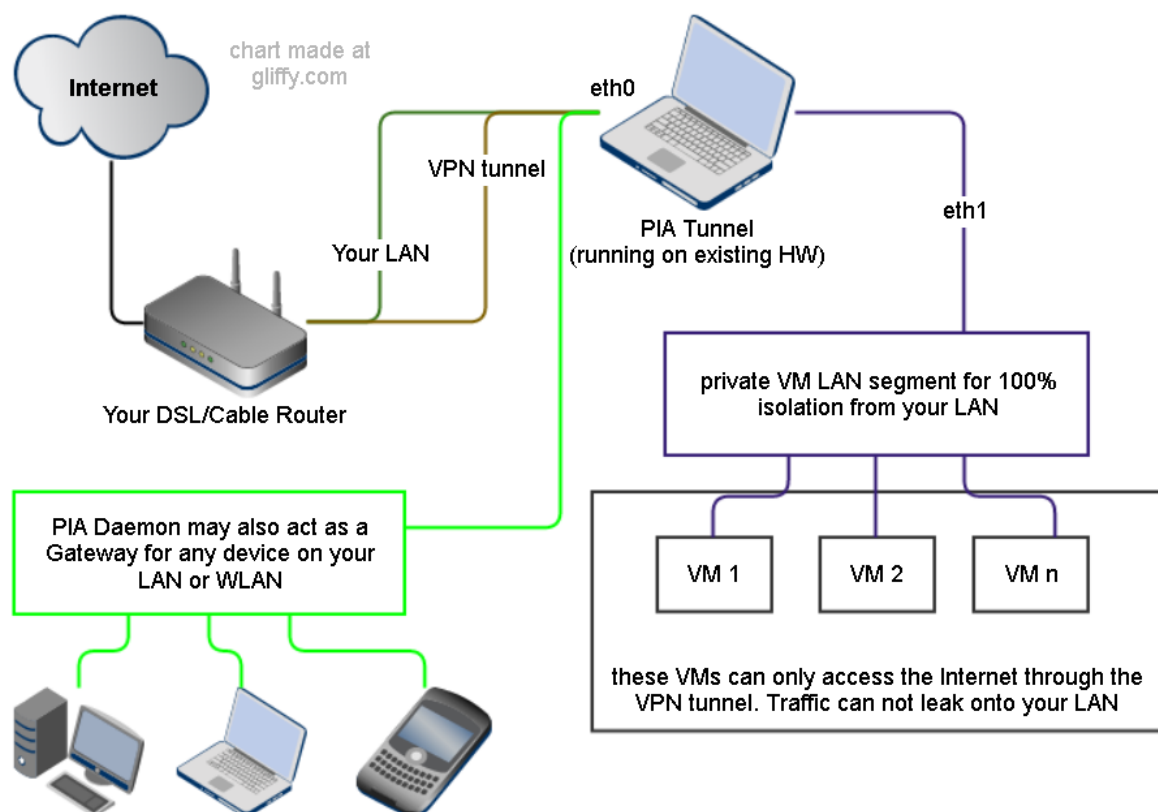 chart made at
gliffy.com
Internet
eth0
VPN tunnel
Your LAN
eth1
PIA Tunnel
(running on existing HW)
Your DSL/Cable Router
private VM LAN segment for 100%
isolation from your LAN
PIA Daemon may also act as a
Gateway for any device on your
LAN or WLAN
VM 1
VM 2
VM n
these VMs can only access the Internet through the
VPN tunnel. Traffic can not leak onto your LAN